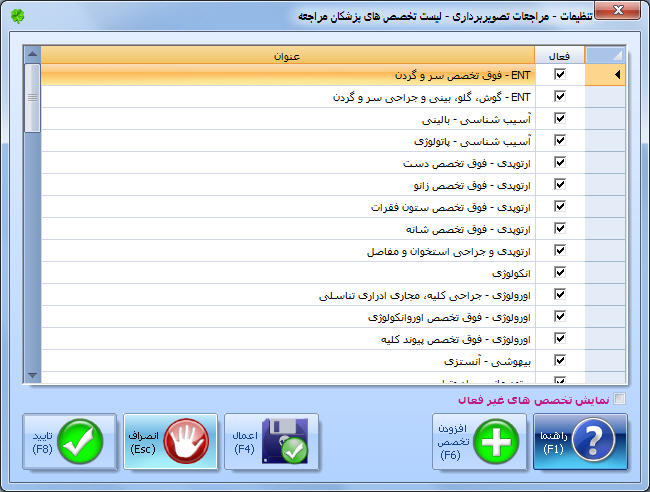 تنظیمات - مراجعات تصویربرداری - لیست تخصص های پزشکان مراجعه
فعال
عنوان
ENT - فوق تخصص سر و گردن
ENT - گوش، گلو، بینی و جراحی سر و گردن
آسیب شناسی - بالینی
آسیب شناسی - پاتولوژی
ارتوپدی - فوق تخصص دست
ارتوپدی - فوق تخصص زانو
ارتوپدی - فوق تخصص ستون فقرات
ارتوپدی - فوق تخصص شانه
ارتوپدی و جراحی استخوان و مفاصل
انکولوژی
اورولوژی - جراحی کلیه، مجاری ادراری تناسلی
اورولوژی - فوق تخصص اوروانکولوژی
اورولوژی - فوق تخصص پیوند کلیه
بیهوشی - آنستزی
نمایش تخصص های غیر فعال
راهنما
(F1)
افزودن
تخصص
(F6)
اعمال
(F4)
انصراف
(Esc)
تایید
(F8)